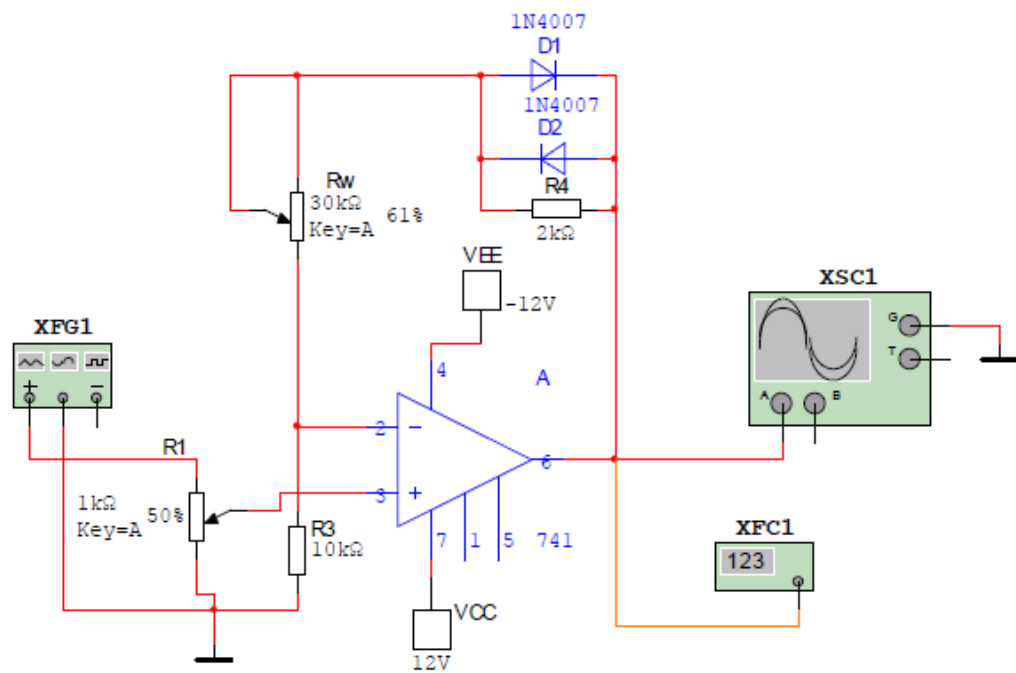 1N4007
D1
1N4007
D2
R4
2kΩ
Rw
30kΩ
Key=A
61%
VEE
-12V
XSC1
G
T
A
B
XFG1
+
−
4
A
2
−
6
3
+
R1
1kΩ
Key=A
50%
R3
10kΩ
7
1
5
741
XFC1
123
VCC
12V